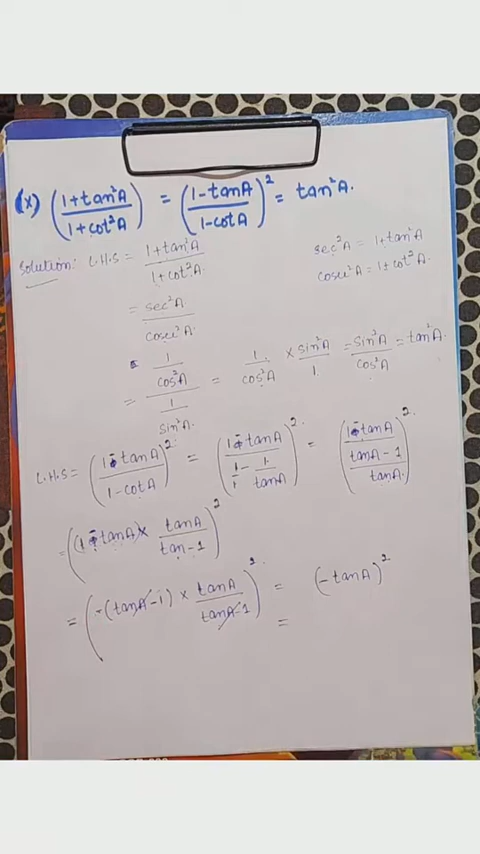 (x) ((1+tan²A)/(1+cot²A)) = ((1-tanA)/(1-cotA))² = tan²A.
Solution: L.H.S = (1+tan²A)/(1+cot²A) sec²A = 1+tan²A
cosec²A = 1+cot²A
= sec²A/cosec²A
= (1/cos²A)/(1/sin²A) = 1/cos²A × sin²A/1 = sin²A/cos²A = tan²A.
L.H.S = ((1-tanA)/(1-cotA))² = ((1-tanA)/(1/1 - 1/tanA))² = ((1-tanA)/((tanA-1)/tanA))²
= ((1-tanA) × tanA/(tan-1))²
= (-(tanA-1) × tanA/(tanA-1))² = (-tanA)²
=